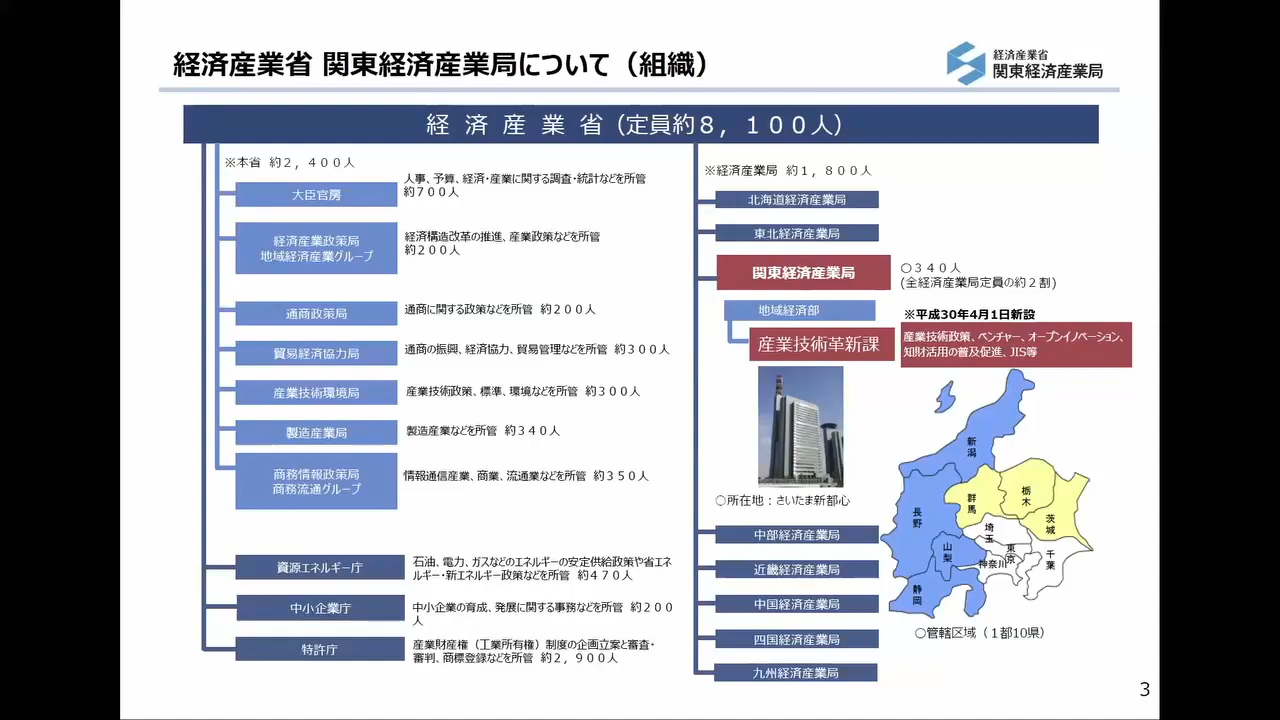 経済産業省 関東経済産業局について（組織）
経済産業省
関東経済産業局
経 済 産 業 省（定員約８，１００人）
※本省 約２，４００人
大臣官房
人事、予算、経済・産業に関する調査・統計などを所管
約７００人
経済産業政策局
地域経済産業グループ
経済構造改革の推進、産業政策などを所管
約２００人
通商政策局
通商に関する政策などを所管 約２００人
貿易経済協力局
通商の振興、経済協力、貿易管理などを所管 約３００人
産業技術環境局
産業技術政策、標準、環境などを所管 約３００人
製造産業局
製造産業などを所管 約３４０人
商務情報政策局
商務流通グループ
情報通信産業、商業、流通業などを所管 約３５０人
資源エネルギー庁
石油、電力、ガスなどのエネルギーの安定供給政策や省エネ
ルギー・新エネルギー政策などを所管 約４７０人
中小企業庁
中小企業の育成、発展に関する事務などを所管 約２００
人
特許庁
産業財産権（工業所有権）制度の企画立案と審査・
審判、商標登録などを所管 約２，９００人
※経済産業局 約１，８００人
北海道経済産業局
東北経済産業局
関東経済産業局
○３４０人
(全経済産業局定員の約２割)
地域経済部
※平成30年4月1日新設
産業技術革新課
産業技術政策、ベンチャー、オープンイノベーション、
知財活用の普及促進、JIS等
○所在地：さいたま新都心
新潟
群馬
栃木
茨城
長野
埼玉
山梨
東京
神奈川
千葉
静岡
○管轄区域（１都10県）
中部経済産業局
近畿経済産業局
中国経済産業局
四国経済産業局
九州経済産業局
3